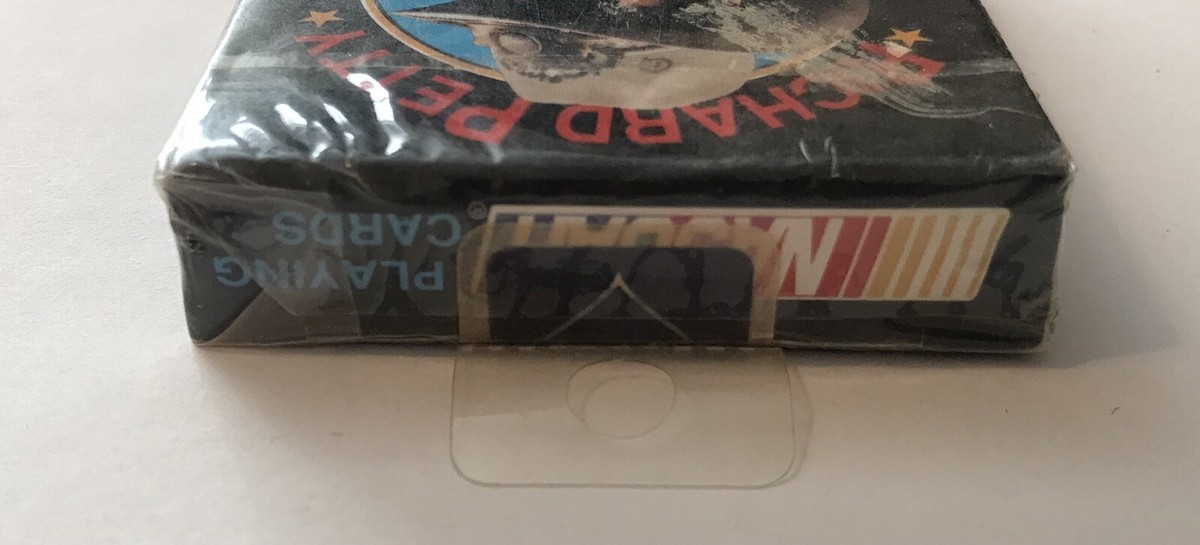 RICHARD PETTY
NASCAR®
PLAYING
CARDS